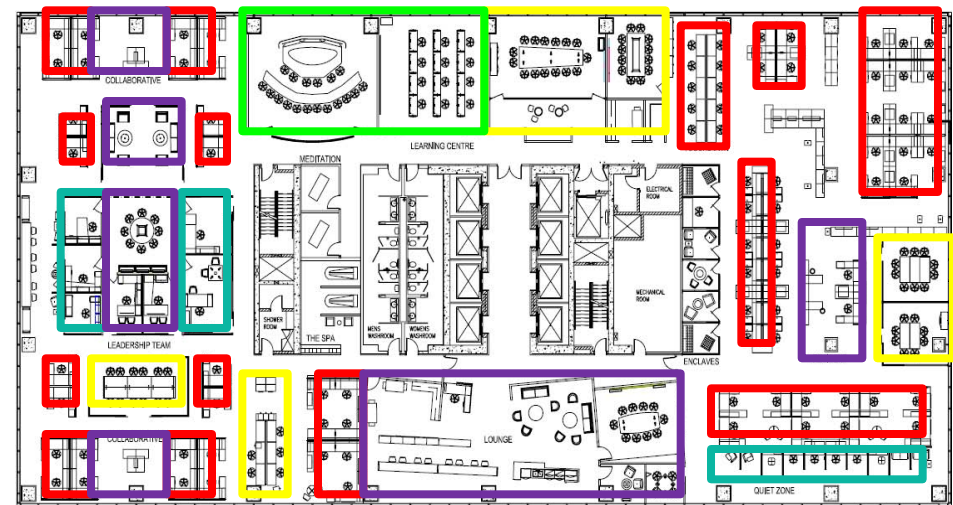 COLLABORATIVE
LEARNING CENTRE
MEDITATION
ELECTRICAL
ROOM
MECHANICAL
ROOM
SHOWER
ROOM
THE SPA
MENS
WASHROOM
WOMENS
WASHROOM
LEADERSHIP TEAM
ENCLAVES
COLLABORATIVE
LOUNGE
QUIET ZONE